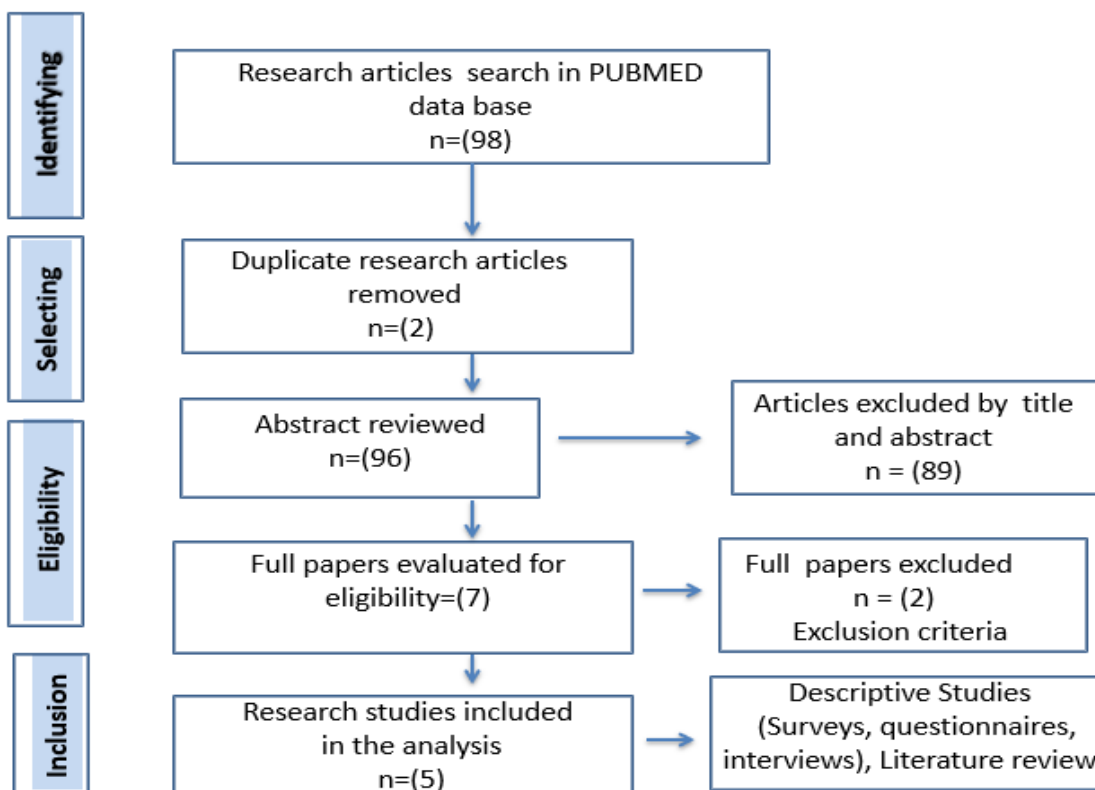 Identifying
Research articles search in PUBMED
data base
n=(98)
Selecting
Duplicate research articles
removed
n=(2)
Abstract reviewed
n=(96)
Articles excluded by title
and abstract
n = (89)
Eligibility
Full papers evaluated for
eligibility=(7)
Full papers excluded
n = (2)
Exclusion criteria
Inclusion
Research studies included
in the analysis
n=(5)
Descriptive Studies
(Surveys, questionnaires,
interviews), Literature review